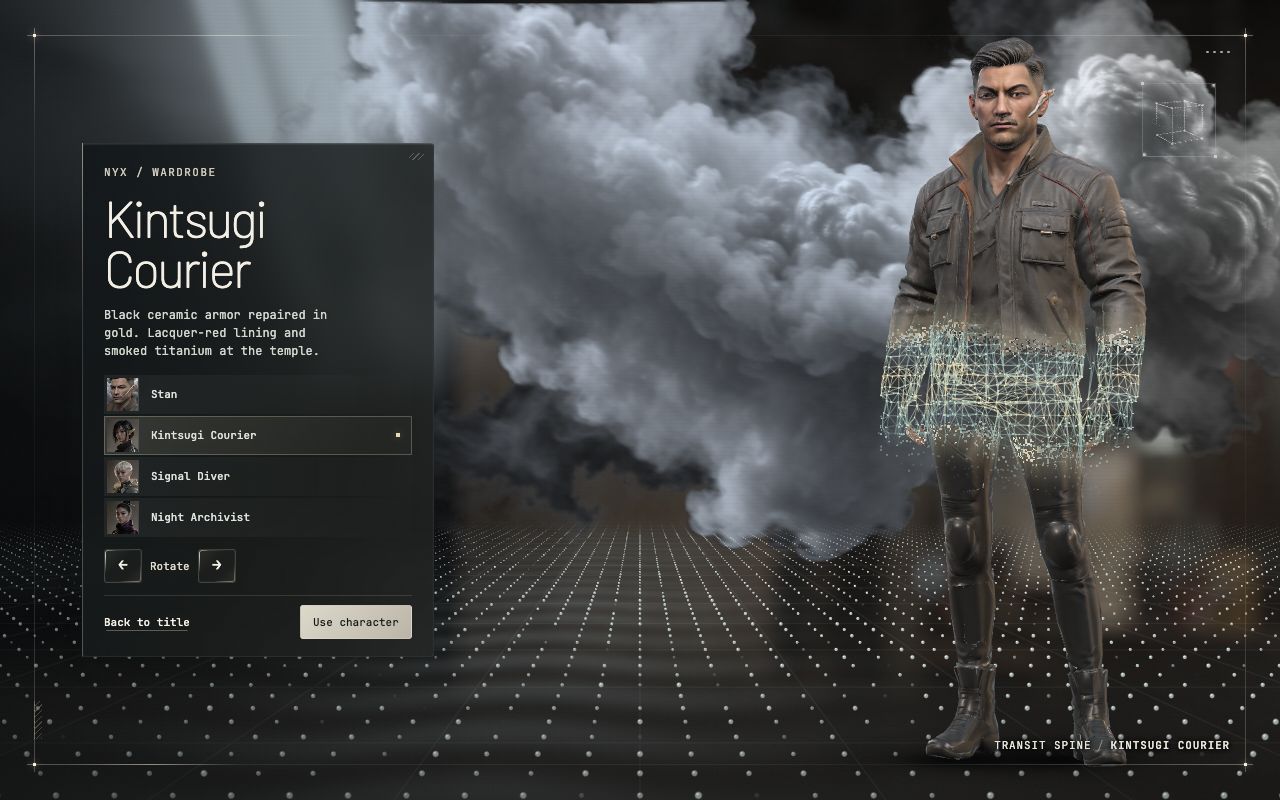 NYX / WARDROBE
Kintsugi
Courier
Black ceramic armor repaired in
gold. Lacquer-red lining and
smoked titanium at the temple.
Stan
Kintsugi Courier
Signal Diver
Night Archivist
← Rotate →
Back to title
Use character
TRANSIT SPINE / KINTSUGI COURIER